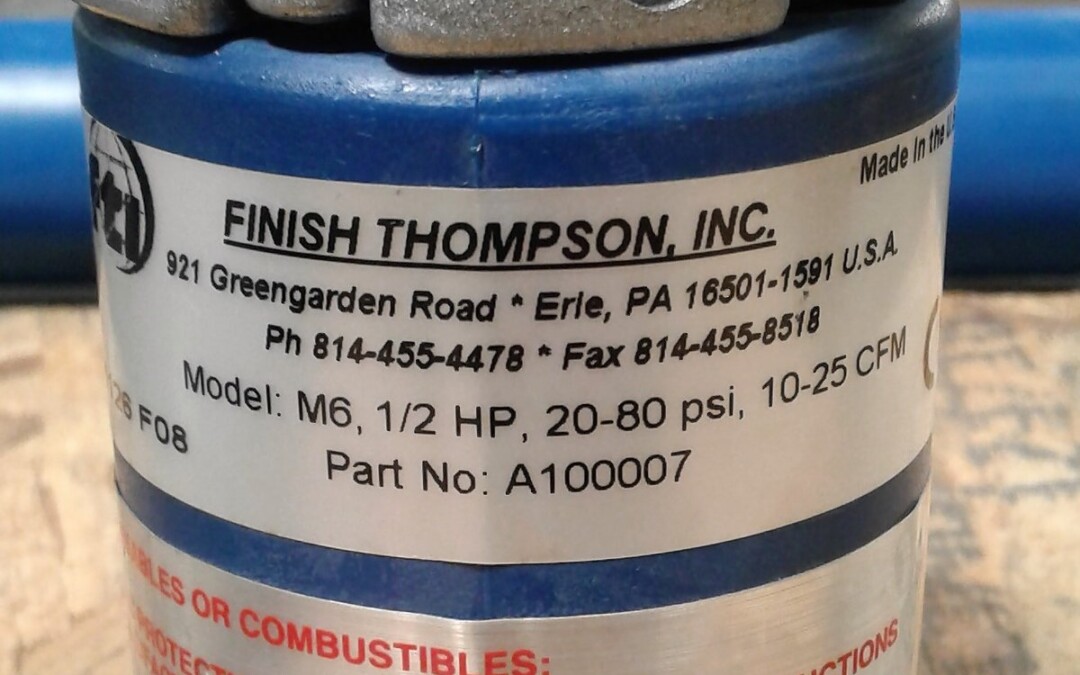 Made In the
fti
FINISH THOMPSON, INC.
921 Greengarden Road * Erie, PA 16501-1591 U.S.A.
Ph 814-455-4478 * Fax 814-455-8518
Model: M6, 1/2 HP, 20-80 psi, 10-25 CFM
26 F08
Part No: A100007
OR COMBUSTIBLES: